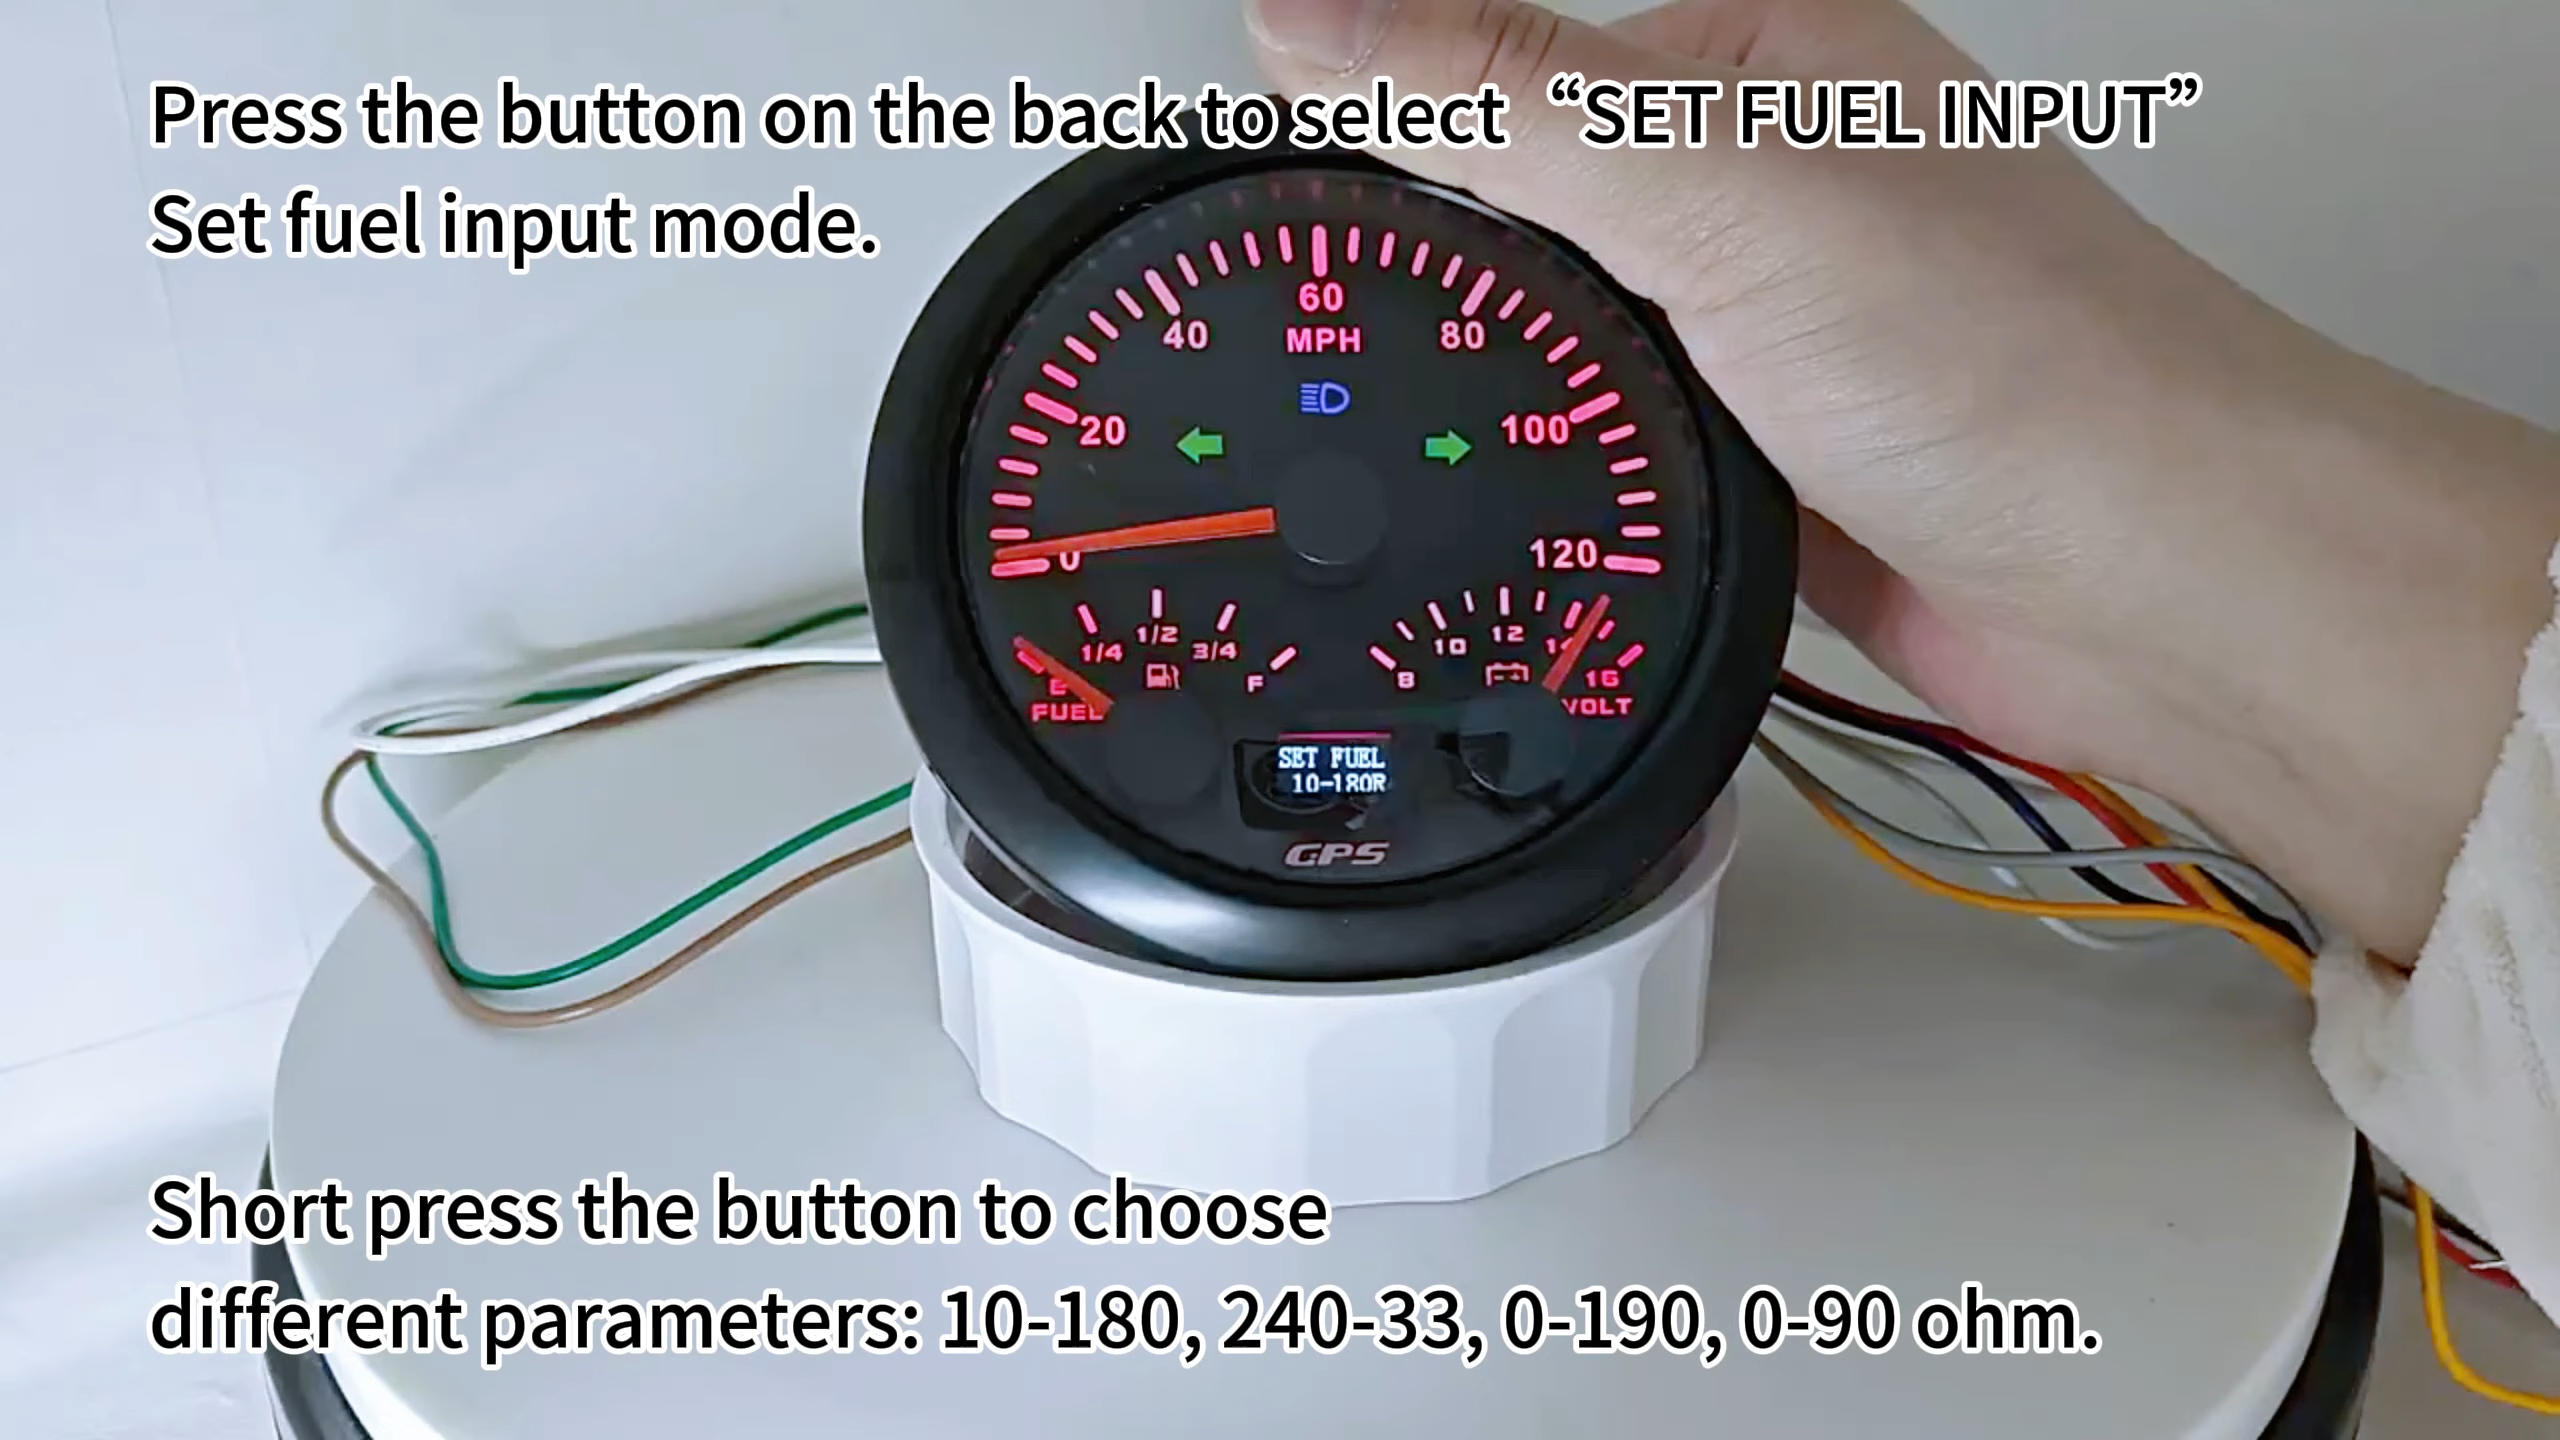 Press the button on the back to select “SET FUEL INPUT”
Set fuel input mode.
60
MPH
40
80
20
100
0
120
1/2
1/4
3/4
E
F
FUEL
12
10
8
16
VOLT
SET FUEL
10-180R
GPS
Short press the button to choose
different parameters: 10-180, 240-33, 0-190, 0-90 ohm.